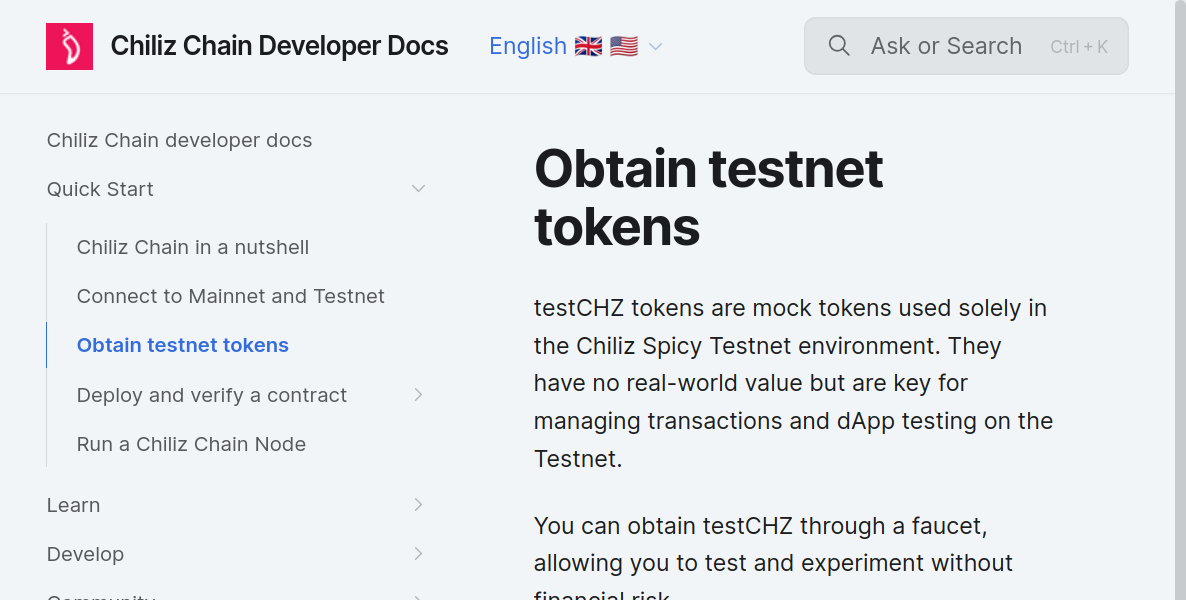 Chiliz Chain Developer Docs
English 🇬🇧 🇺🇸
Ask or Search
Ctrl + K
Chiliz Chain developer docs
Quick Start
Chiliz Chain in a nutshell
Connect to Mainnet and Testnet
Obtain testnet tokens
Deploy and verify a contract
Run a Chiliz Chain Node
Learn
Develop
Community
Obtain testnet
tokens
testCHZ tokens are mock tokens used solely in
the Chiliz Spicy Testnet environment. They
have no real-world value but are key for
managing transactions and dApp testing on the
Testnet.
You can obtain testCHZ through a faucet,
allowing you to test and experiment without
financial risk.